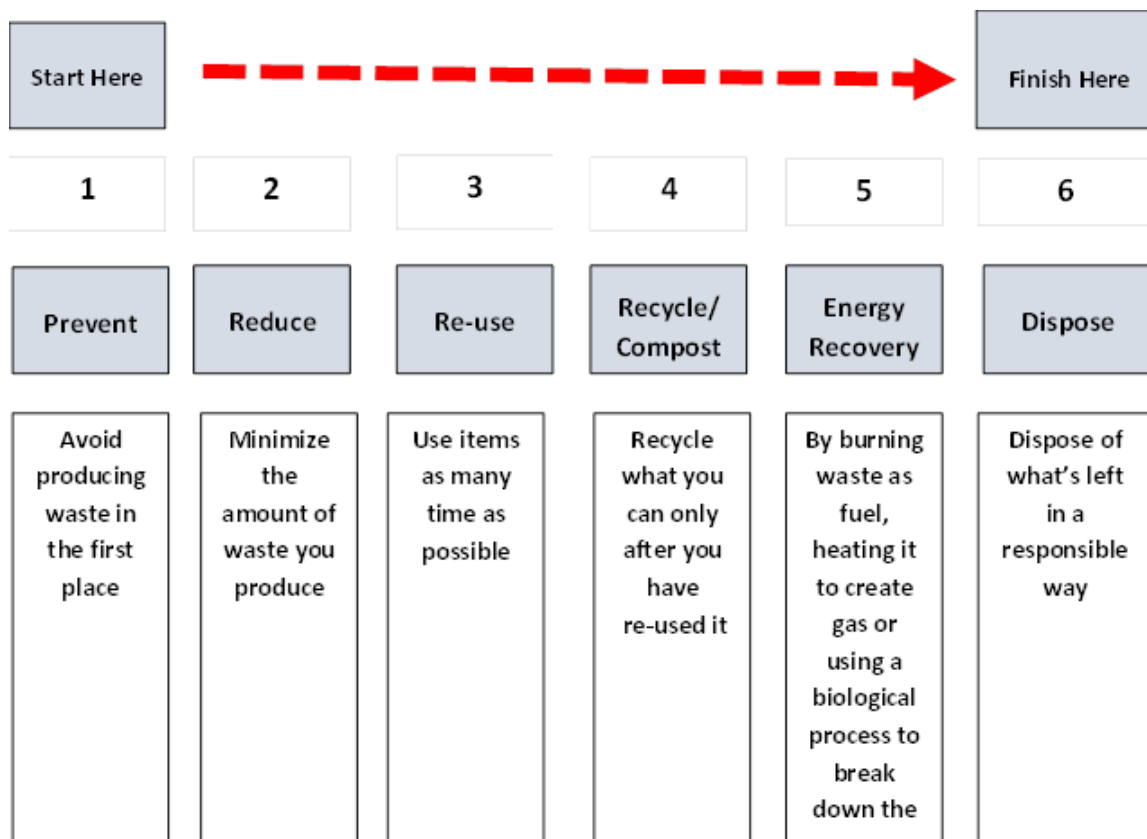 Start Here
Finish Here
1
2
3
4
5
6
Prevent
Reduce
Re-use
Recycle/
Compost
Energy
Recovery
Dispose
Avoid
producing
waste in
the first
place
Minimize
the
amount of
waste you
produce
Use items
as many
time as
possible
Recycle
what you
can only
after you
have
re-used it
By burning
waste as
fuel,
heating it
to create
gas or
using a
biological
process to
break
down the
Dispose of
what's left
in a
responsible
way